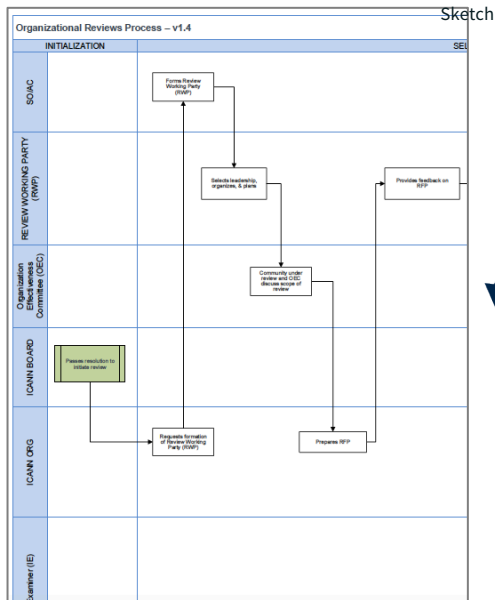 Sketch
Organizational Reviews Process – v1.4
INITIALIZATION
SEL
SO/AC
Forms Review
Working Party
(RWP)
REVIEW WORKING PARTY
(RWP)
Selects leadership,
organizes, & plans
Provides feedback on
RFP
Organization
Effectiveness
Committee (OEC)
Community under
review and OEC
discuss scope of
review
ICANN BOARD
Passes resolution to
initiate review
ICANN ORG
Requests formation
of Review Working
Party (RWP)
Prepares RFP
Examiner (IE)